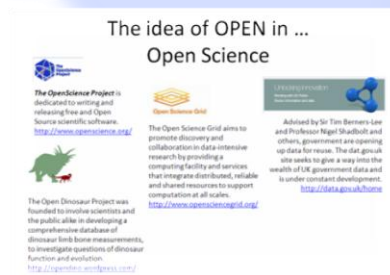 The idea of OPEN in ...
Open Science
The OpenScience Project
The OpenScience Project is
dedicated to writing and
releasing free and Open
Source scientific software.
http://www.openscience.org/
The Open Dinosaur Project was
founded to involve scientists and
the public alike in developing a
comprehensive database of
dinosaur limb bone measurements,
to investigate questions of dinosaur
function and evolution.
http://opendino.wordpress.com/
Open Science Grid
The Open Science Grid aims to
promote discovery and
collaboration in data-intensive
research by providing a
computing facility and services
that integrate distributed, reliable
and shared resources to support
computation at all scales.
http://www.opensciencegrid.org/
Unlocking innovation
Advised by Sir Tim Berners-Lee
and Professor Nigel Shadbolt and
others, government are opening
up data for reuse. The dat.gov.uk
site seeks to give a way into the
wealth of UK government data and
is under constant development.
http://data.gov.uk/home